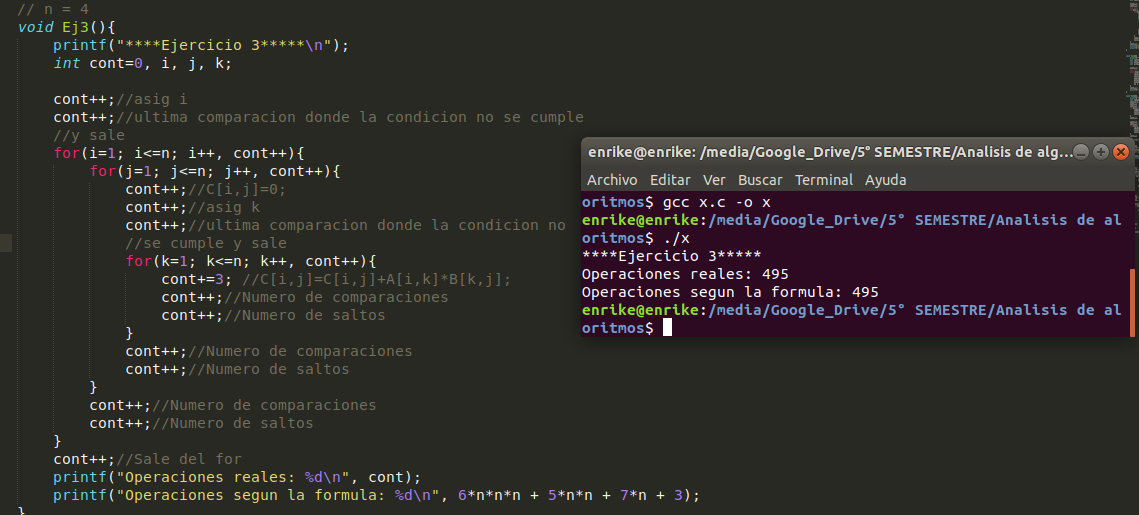 // n = 4
void Ej3(){
    printf("****Ejercicio 3*****\n");
    int cont=0, i, j, k;

    cont++;//asig i
    cont++;//ultima comparicion donde la condicion no se cumple
    //y sale
    for(i=1; i<=n; i++, cont++){
        for(j=1; j<=n; j++, cont++){
            cont++;//C[i,j]=0;
            cont++;//asig k
            cont++;//ultima comparacion donde la condicion no
            //se cumple y sale
            for(k=1; k<=n; k++, cont++){
                cont+=3; //C[i,j]=C[i,j]+A[i,k]*B[k,j];
                cont++;//Numero de comparaciones
                cont++;//Numero de saltos
            }
            cont++;//Numero de comparaciones
            cont++;//Numero de saltos
        }
        cont++;//Numero de comparaciones
        cont++;//Numero de saltos
    }
    cont++;//Sale del for
    printf("Operaciones reales: %d\n", cont);
    printf("Operaciones segun la formula: %d\n", 6*n*n*n + 5*n*n + 7*n + 3);
}
enrike@enrike: /media/Google_Drive/5° SEMESTRE/Analisis de alg...
Archivo Editar Ver Buscar Terminal Ayuda
oritmos$ gcc x.c -o x
enrike@enrike:/media/Google_Drive/5° SEMESTRE/Analisis de al
oritmos$ ./x
****Ejercicio 3*****
Operaciones reales: 495
Operaciones segun la formula: 495
enrike@enrike:/media/Google_Drive/5° SEMESTRE/Analisis de al
oritmos$